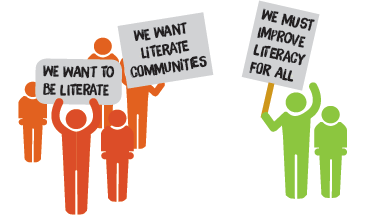 WE WANT TO
BE LITERATE
WE WANT
LITERATE
COMMUNITIES
WE MUST
IMPROVE
LITERACY
FOR ALL